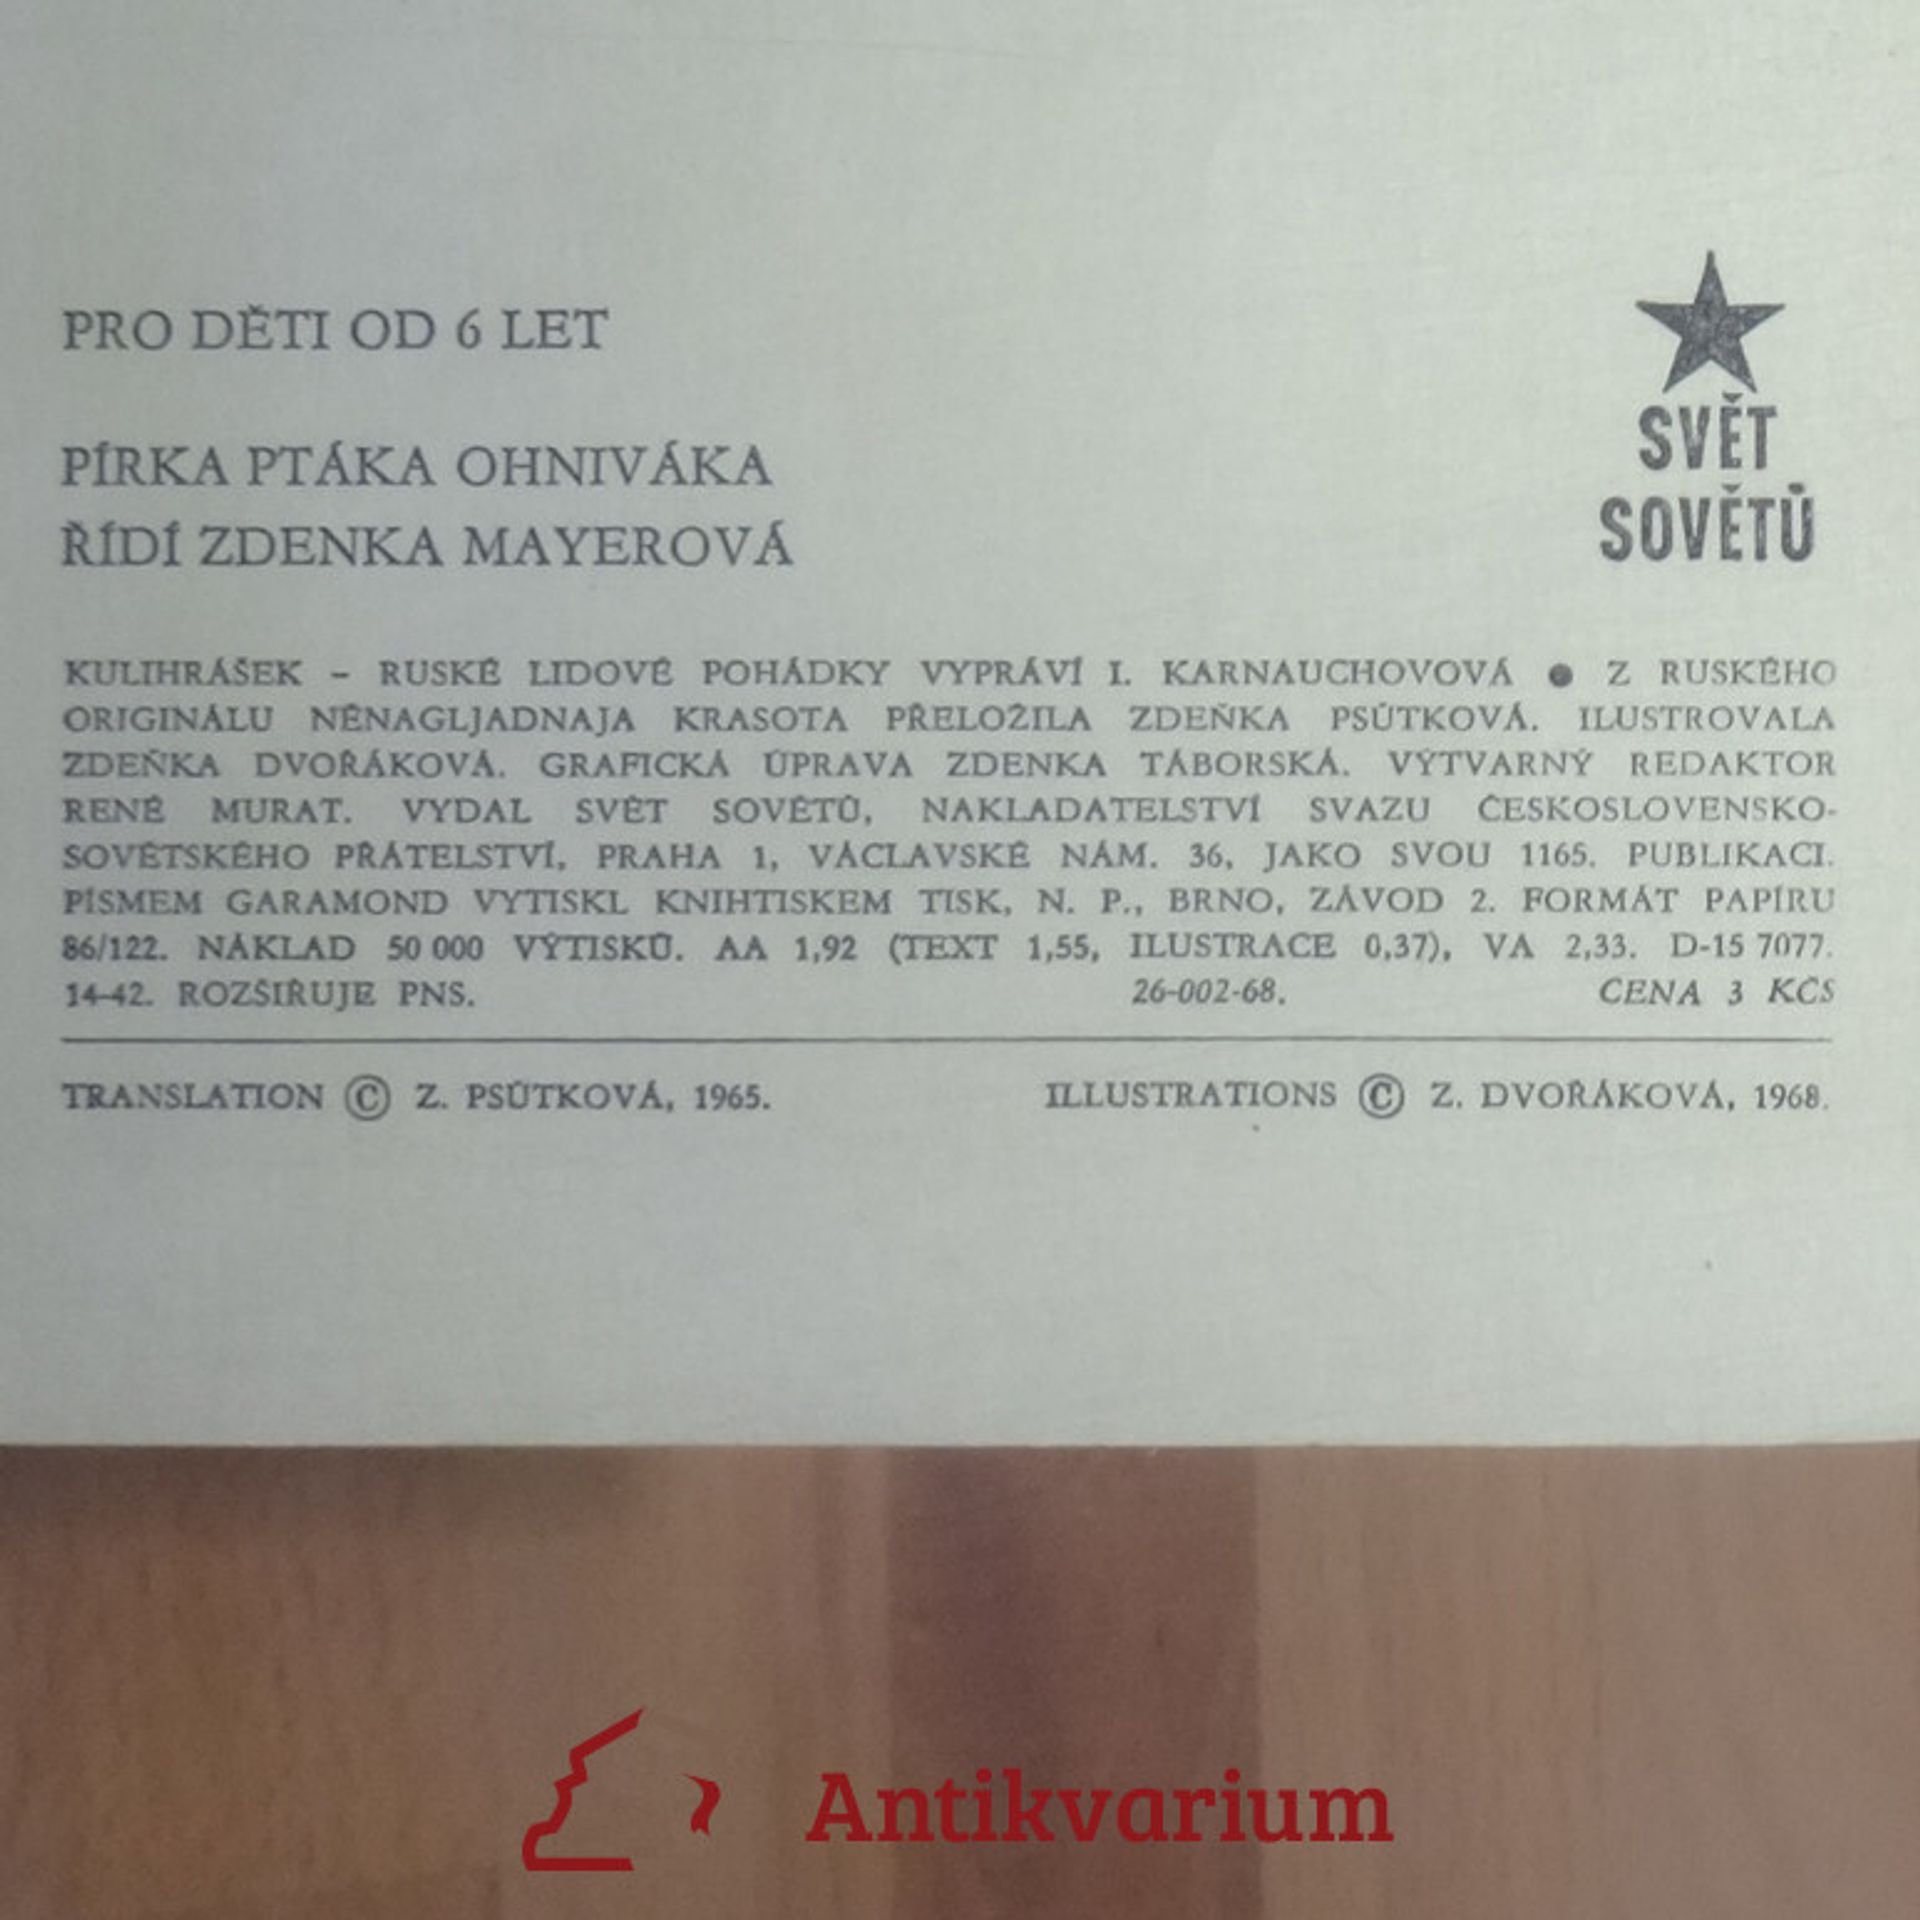 PRO DĚTI OD 6 LET
PÍRKA PTÁKA OHNIVÁKA
ŘÍDÍ ZDENKA MAYEROVÁ
SVĚT
SOVĚTŮ
KULIHRÁŠEK – RUSKÉ LIDOVÉ POHÁDKY VYPRÁVÍ I. KARNAUCHOVOVÁ ● Z RUSKÉHO
ORIGINÁLU NĚNAGLJADNAJA KRASOTA PŘELOŽILA ZDEŇKA PSŮTKOVÁ. ILUSTROVALA
ZDEŇKA DVOŘÁKOVÁ. GRAFICKÁ ÚPRAVA ZDENKA TÁBORSKÁ. VÝTVARNÝ REDAKTOR
RENÉ MURAT. VYDAL SVĚT SOVĚTŮ, NAKLADATELSTVÍ SVAZU ČESKOSLOVENSKO-
SOVĚTSKÉHO PŘÁTELSTVÍ, PRAHA 1, VÁCLAVSKÉ NÁM. 36, JAKO SVOU 1165. PUBLIKACI.
PÍSMEM GARAMOND VYTISKL KNIHTISKEM TISK, N. P., BRNO, ZÁVOD 2. FORMÁT PAPÍRU
86/122. NÁKLAD 50 000 VÝTISKŮ. AA 1,92 (TEXT 1,55, ILUSTRACE 0,37), VA 2,33. D-15 7077.
14-42. ROZŠIŘUJE PNS. 26-002-68. CENA 3 KČS
TRANSLATION © Z. PSŮTKOVÁ, 1965. ILLUSTRATIONS © Z. DVOŘÁKOVÁ, 1968.
Antikvarium